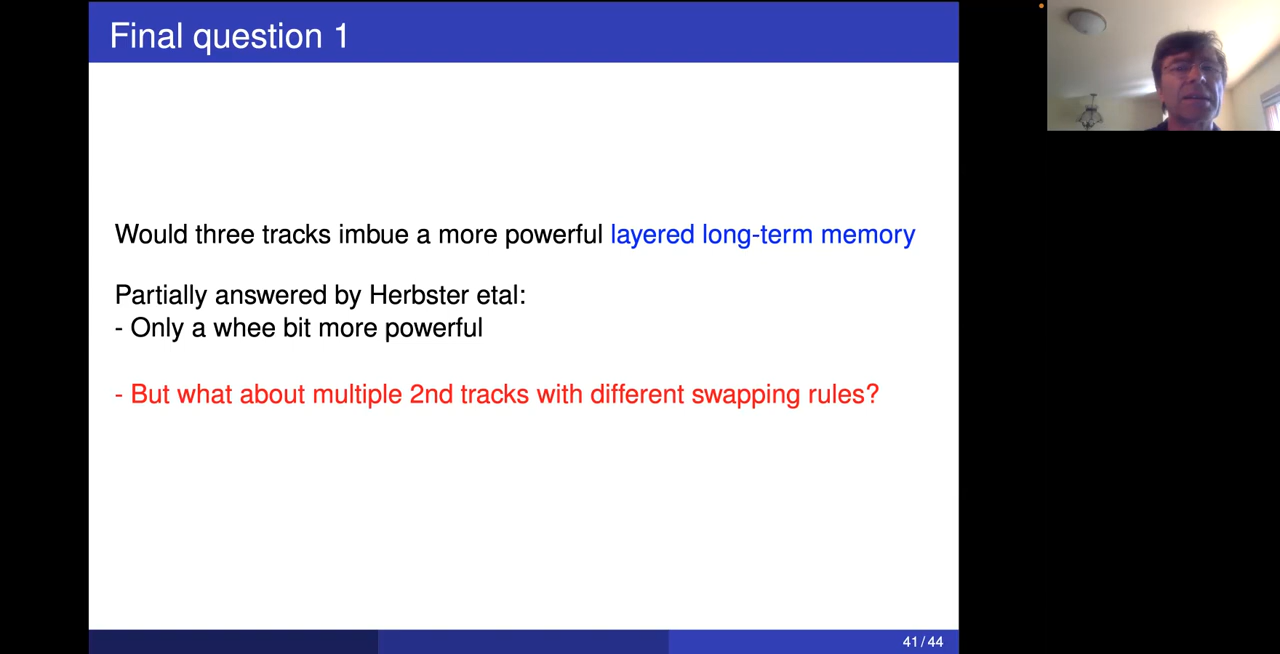 Final question 1
Would three tracks imbue a more powerful layered long-term memory
Partially answered by Herbster etal:
- Only a whee bit more powerful
- But what about multiple 2nd tracks with different swapping rules?
41/44